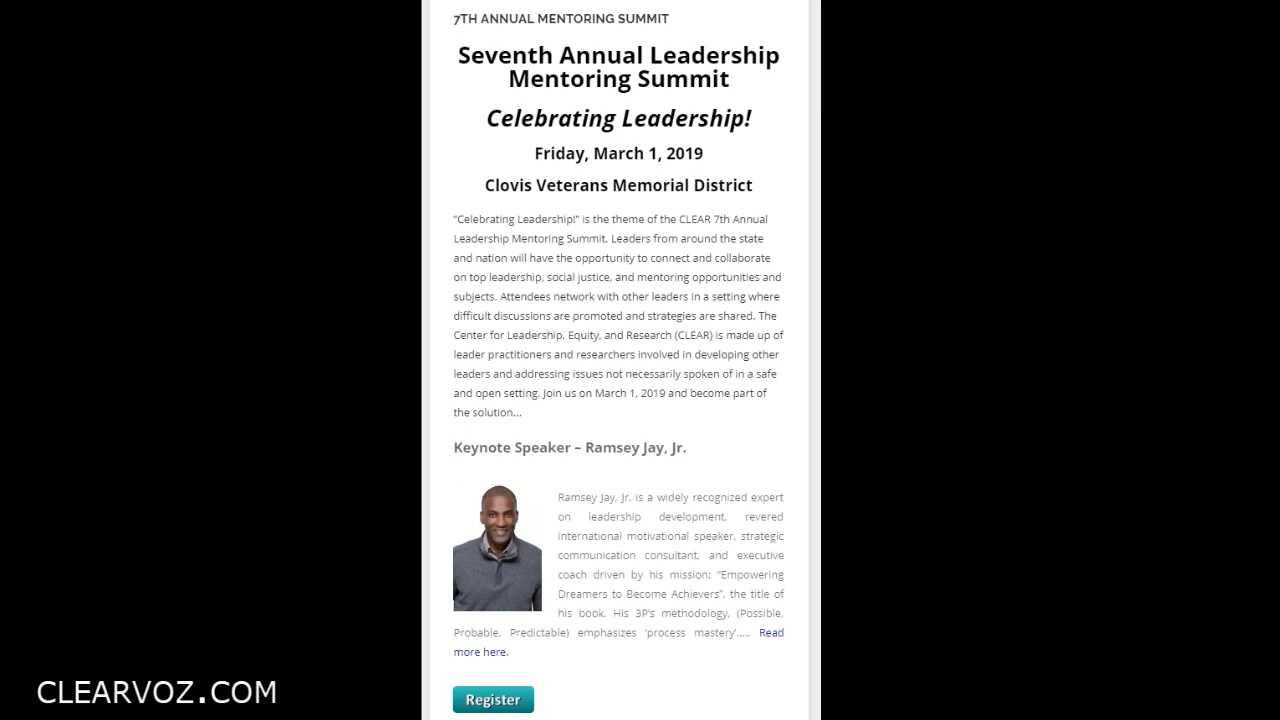 7TH ANNUAL MENTORING SUMMIT
Seventh Annual Leadership
Mentoring Summit
Celebrating Leadership!
Friday, March 1, 2019
Clovis Veterans Memorial District
“Celebrating Leadership!” is the theme of the CLEAR 7th Annual
Leadership Mentoring Summit. Leaders from around the state
and nation will have the opportunity to connect and collaborate
on top leadership, social justice, and mentoring opportunities and
subjects. Attendees network with other leaders in a setting where
difficult discussions are promoted and strategies are shared. The
Center for Leadership, Equity, and Research (CLEAR) is made up of
leader practitioners and researchers involved in developing other
leaders and addressing issues not necessarily spoken of in a safe
and open setting. Join us on March 1, 2019 and become part of
the solution...
Keynote Speaker – Ramsey Jay, Jr.
Ramsey Jay, Jr. is a widely recognized expert
on leadership development, revered
international motivational speaker, strategic
communication consultant, and executive
coach driven by his mission: “Empowering
Dreamers to Become Achievers”, the title of
his book. His 3P’s methodology, (Possible,
Probable, Predictable) emphasizes ‘process mastery’..... Read
more here.
Register
CLEARVOZ.COM